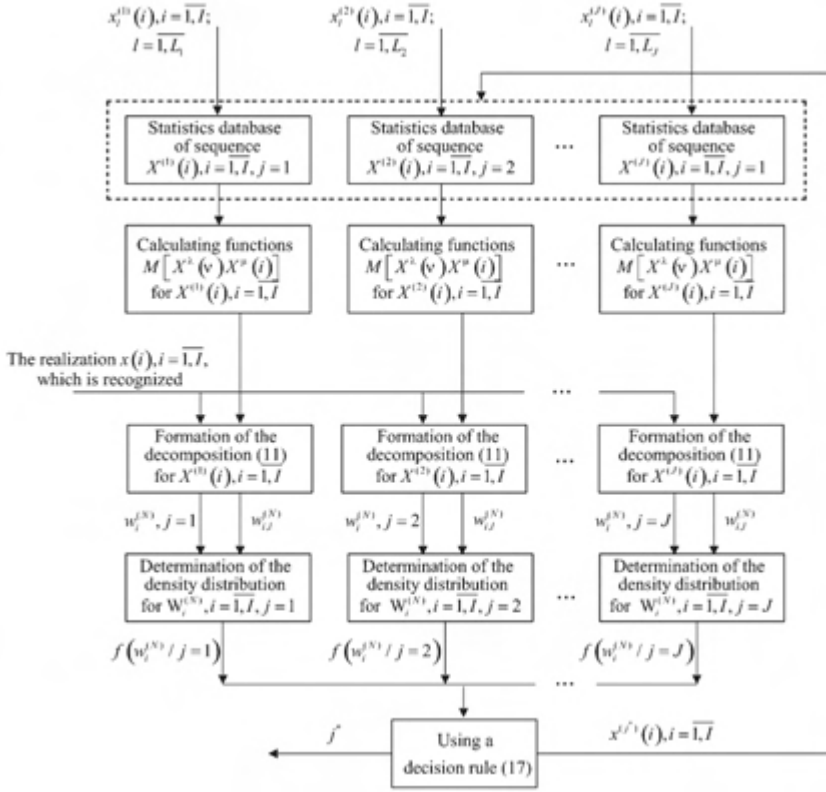 x_l^{(1)}(i), i = \overline{1, I}; x_l^{(2)}(i), i = \overline{1, I}; x_l^{(J)}(i), i = \overline{1, I};
l = \overline{1, L_1} l = \overline{1, L_2} l = \overline{1, L_J}
Statistics database
of sequence
X^{(1)}(i), i = \overline{1, I}, j = 1
Statistics database
of sequence
X^{(2)}(i), i = \overline{1, I}, j = 2
...
Statistics database
of sequence
X^{(J)}(i), i = \overline{1, I}, j = 1
Calculating functions
M[X^λ(ν)X^μ(i)]
for X^{(1)}(i), i = \overline{1, I}
Calculating functions
M[X^λ(ν)X^μ(i)]
for X^{(2)}(i), i = \overline{1, I}
...
Calculating functions
M[X^λ(ν)X^μ(i)]
for X^{(J)}(i), i = \overline{1, I}
The realization x(i), i = \overline{1, I},
which is recognized
...
...
Formation of the
decomposition (11)
for X^{(1)}(i), i = \overline{1, I}
Formation of the
decomposition (11)
for X^{(2)}(i), i = \overline{1, I}
...
Formation of the
decomposition (11)
for X^{(J)}(i), i = \overline{1, I}
w_i^{(N)}, j = 1 w_{i,l}^{(N)} w_i^{(N)}, j = 2 w_{i,l}^{(N)} w_i^{(N)}, j = J w_{i,l}^{(N)}
Determination of the
density distribution
for W_i^{(N)}, i = \overline{1, I}, j = 1
Determination of the
density distribution
for W_i^{(N)}, i = \overline{1, I}, j = 2
...
Determination of the
density distribution
for W_i^{(N)}, i = \overline{1, I}, j = J
f(w_i^{(N)} / j = 1) f(w_i^{(N)} / j = 2) f(w_i^{(N)} / j = J)
...
j^*
Using a
decision rule (17)
x^{(j^*)}(i), i = \overline{1, I}